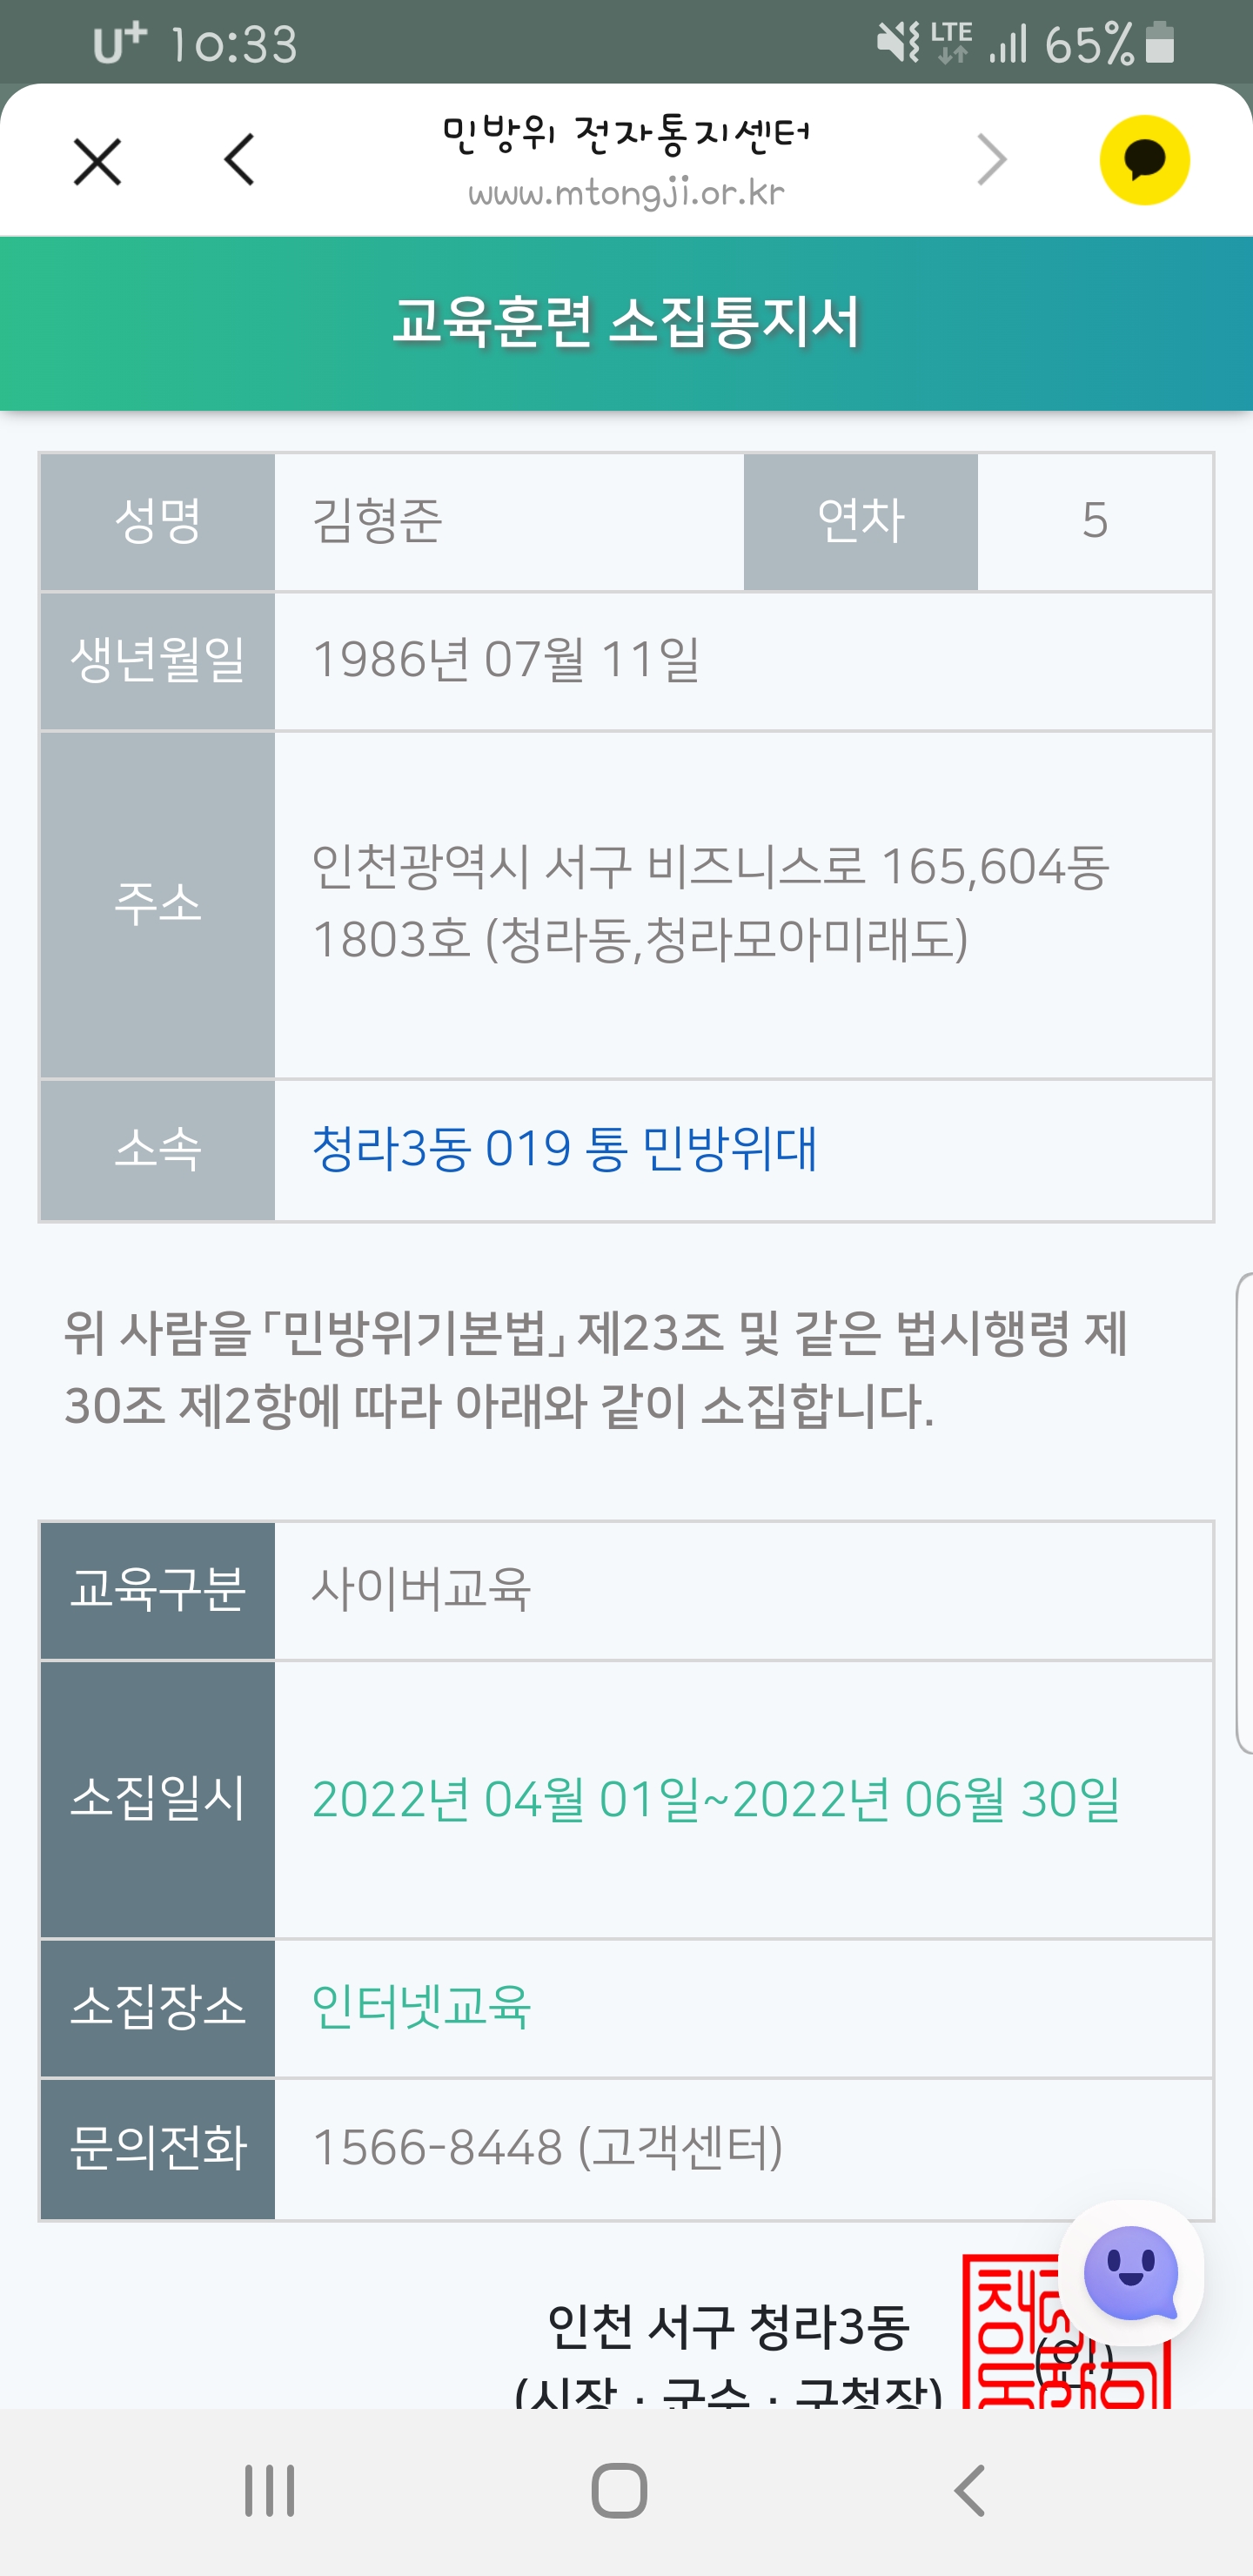 U+ 10:33 LTE 65%
민방위 전자통지센터
www.mtongji.or.kr
교육훈련 소집통지서
성명 김형준 연차 5
생년월일 1986년 07월 11일
주소 인천광역시 서구 비즈니스로 165,604동
1803호 (청라동,청라모아미래도)
소속 청라3동 019 통 민방위대
위 사람을 「민방위기본법」 제23조 및 같은 법시행령 제
30조 제2항에 따라 아래와 같이 소집합니다.
교육구분 사이버교육
소집일시 2022년 04월 01일~2022년 06월 30일
소집장소 인터넷교육
문의전화 1566-8448 (고객센터)
인천 서구 청라3동
(시장 · 군수 · 구청장) (인)